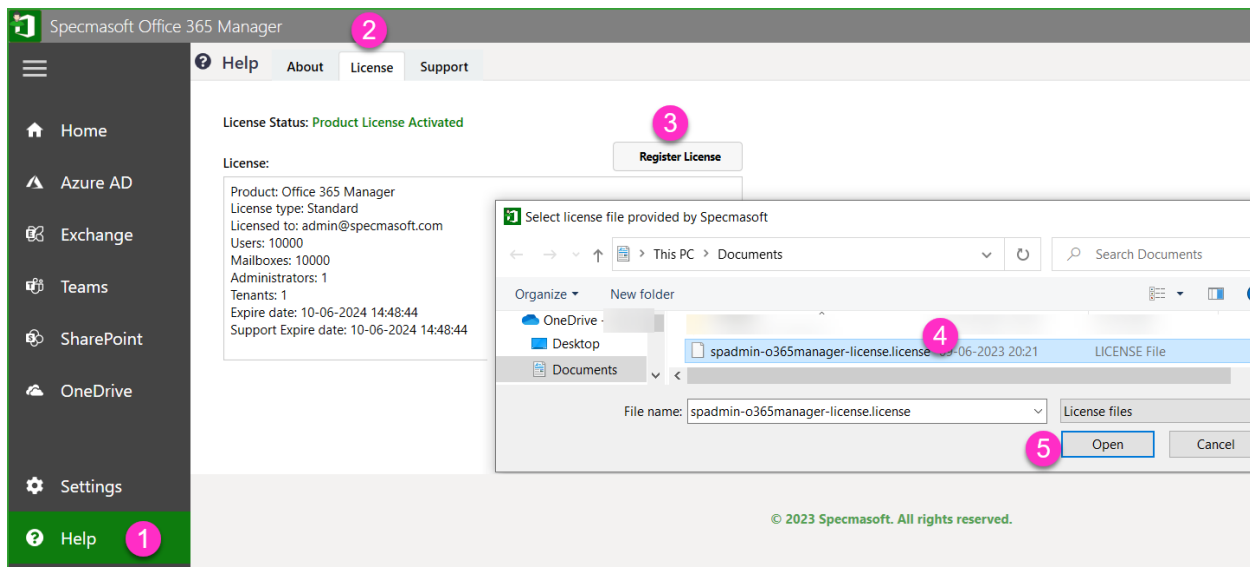 Specmasoft Office 365 Manager
2
Help
About
License
Support
Home
Azure AD
Exchange
Teams
SharePoint
OneDrive
Settings
Help
1
License Status: Product License Activated
3
Register License
License:
Product: Office 365 Manager
License type: Standard
Licensed to: admin@specmasoft.com
Users: 10000
Mailboxes: 10000
Administrators: 1
Tenants: 1
Expire date: 10-06-2024 14:48:44
Support Expire date: 10-06-2024 14:48:44
Select license file provided by Specmasoft
This PC > Documents
Search Documents
Organize
New folder
OneDrive -
Desktop
Documents
4
spadmin-o365manager-license.license -06-2023 20:21 LICENSE File
File name: spadmin-o365manager-license.license
License files
5
Open
Cancel
© 2023 Specmasoft. All rights reserved.